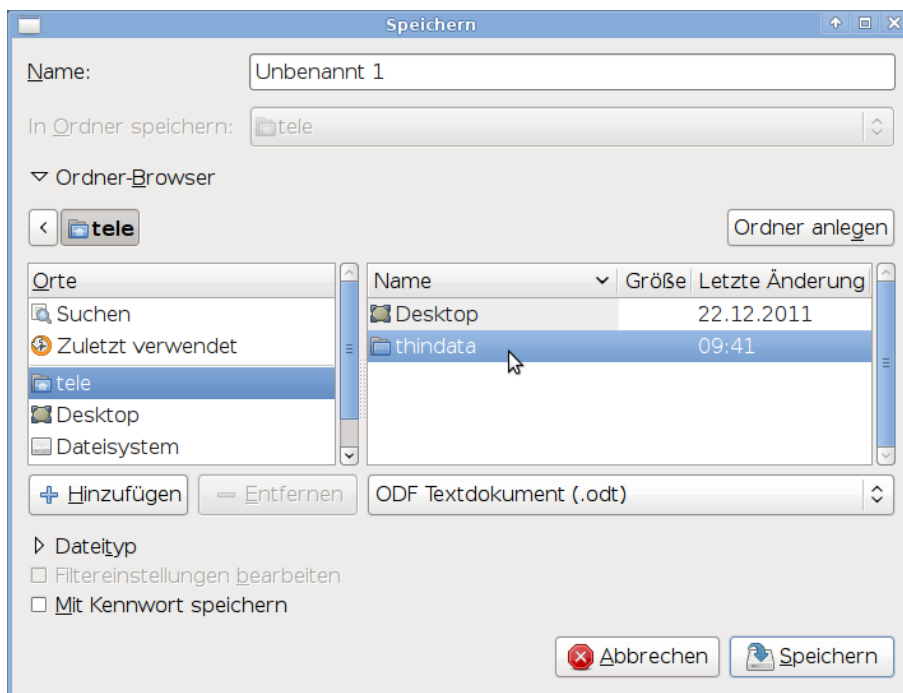 Speichern
Name: Unbenannt 1
In Ordner speichern: tele
Ordner-Browser
tele Ordner anlegen
Orte Name Größe Letzte Änderung
Suchen Desktop 22.12.2011
Zuletzt verwendet thindata 09:41
tele
Desktop
Dateisystem
Hinzufügen Entfernen ODF Textdokument (.odt)
Dateityp
Filtereinstellungen bearbeiten
Mit Kennwort speichern
Abbrechen Speichern